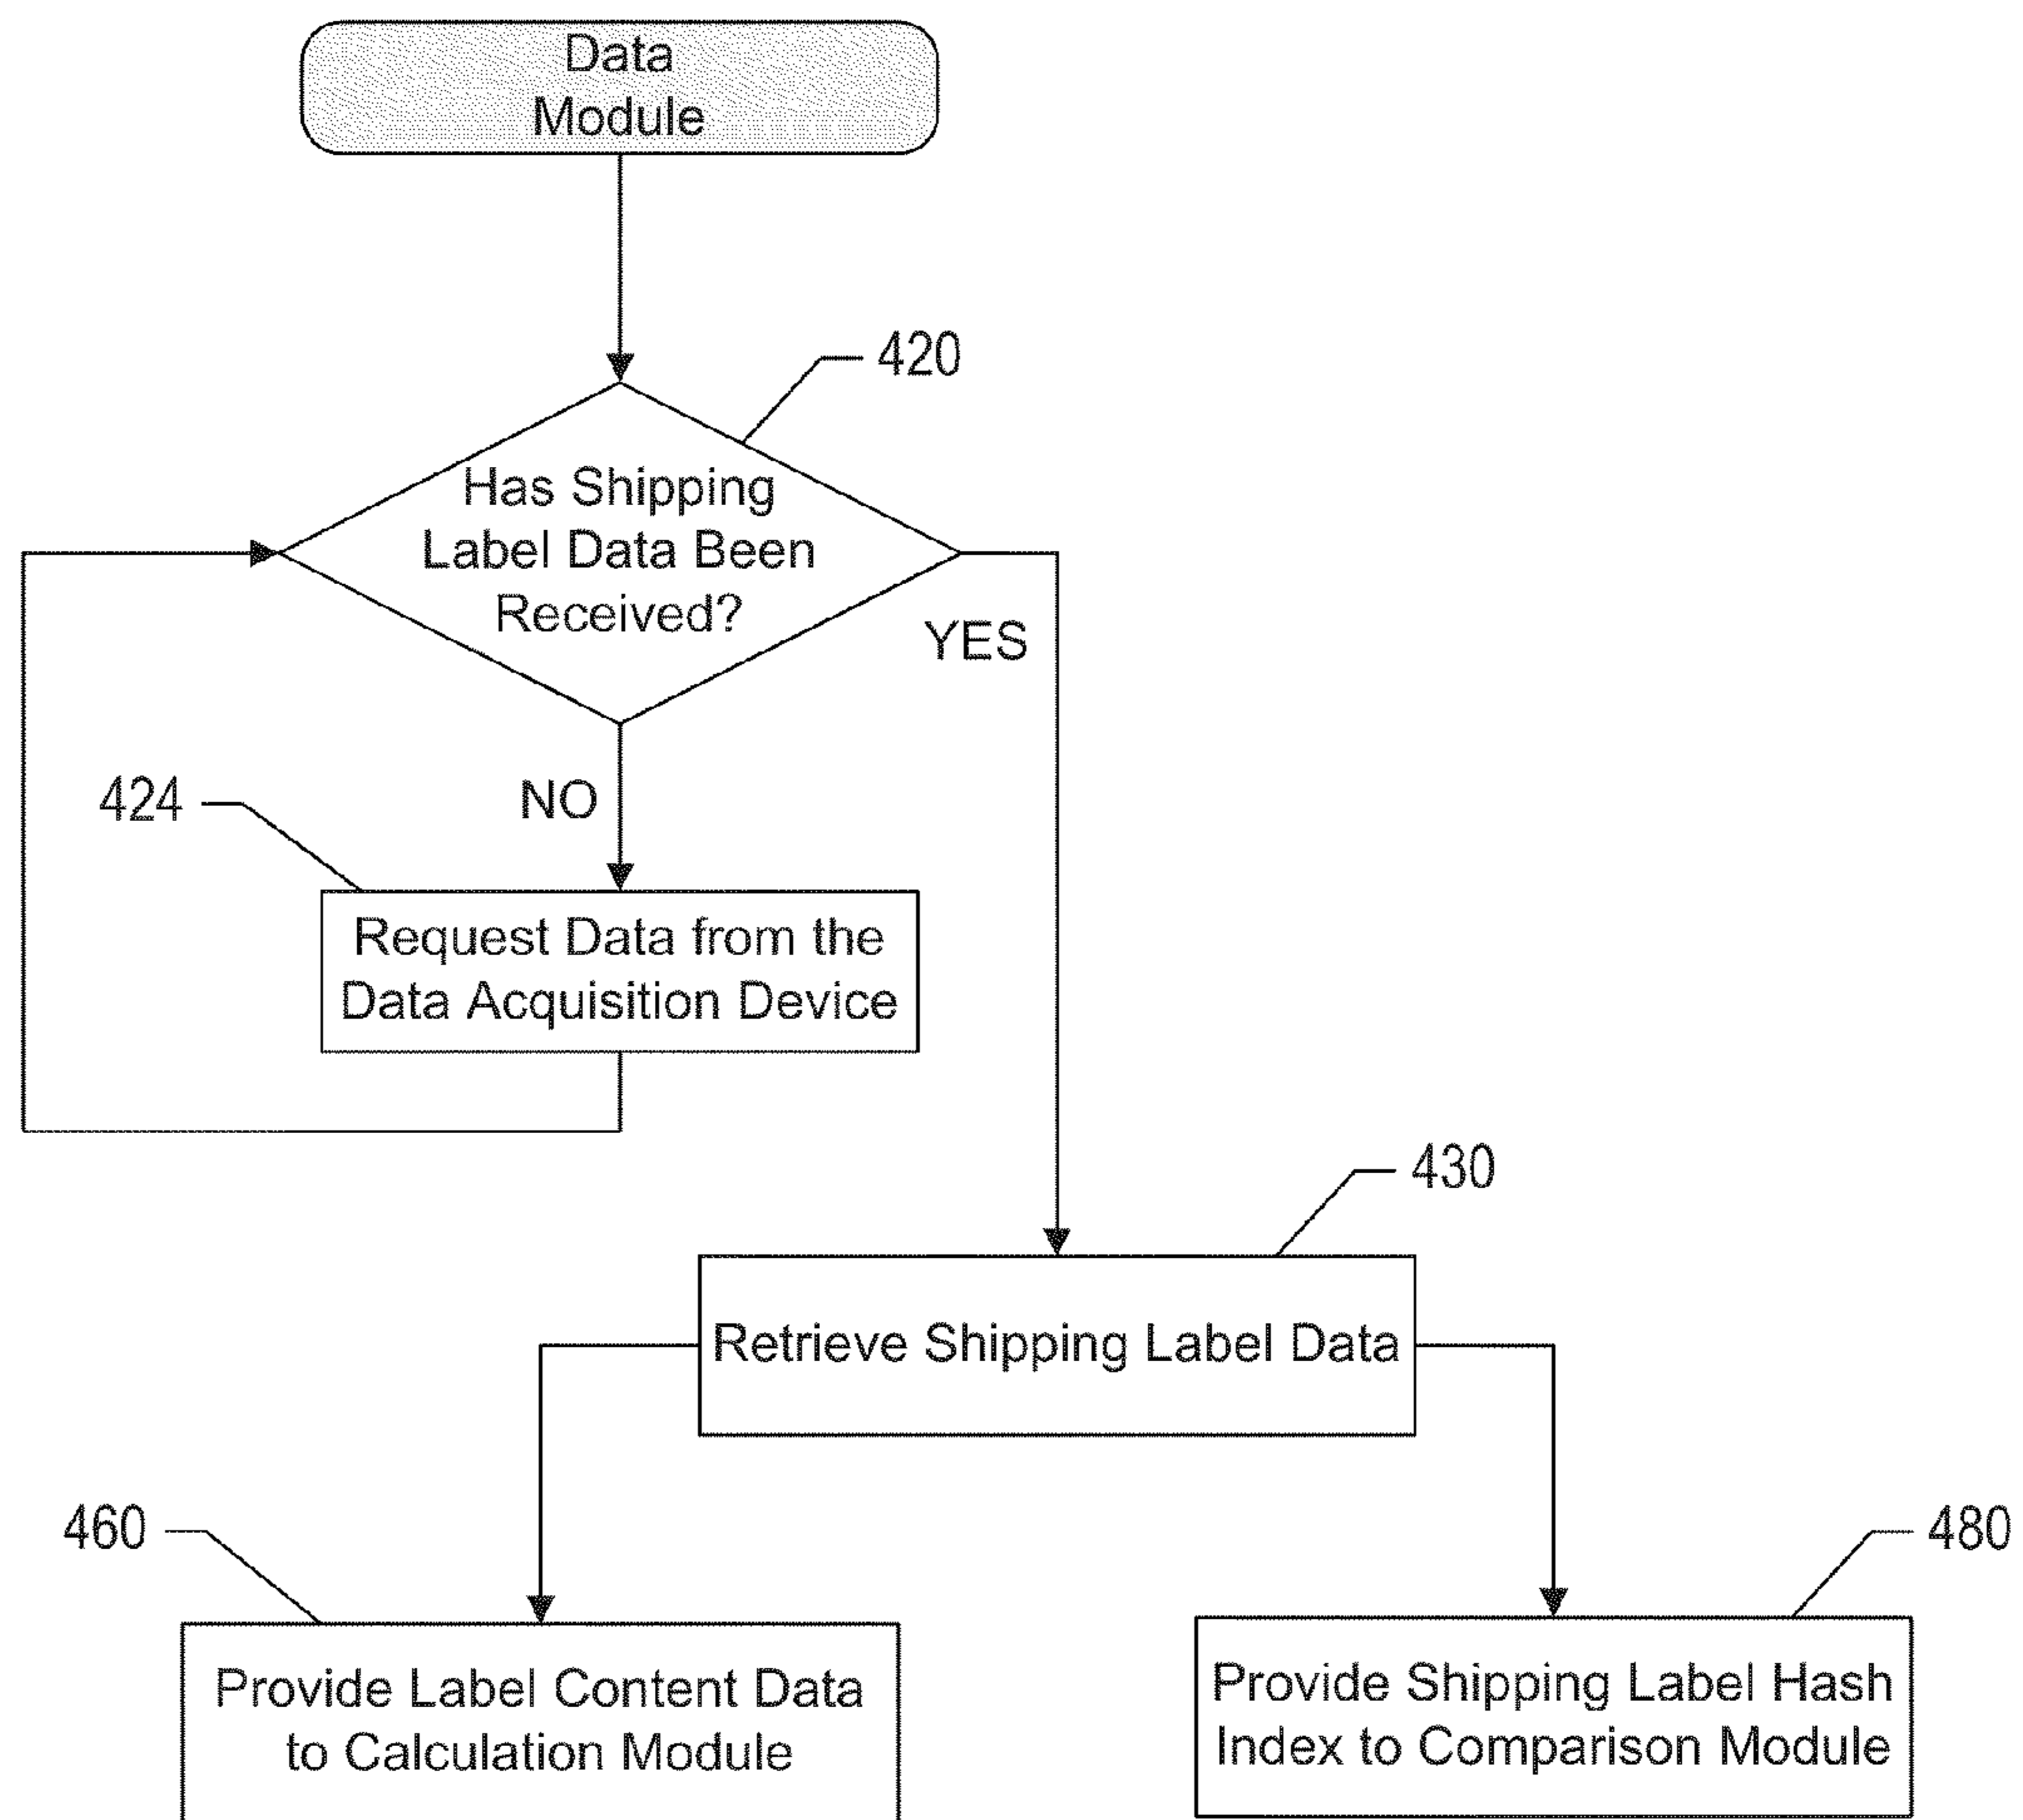 Data
Module
420
Has Shipping
Label Data Been
Received?
YES
NO
424
Request Data from the
Data Acquisition Device
430
Retrieve Shipping Label Data
460
Provide Label Content Data
to Calculation Module
480
Provide Shipping Label Hash
Index to Comparison Module